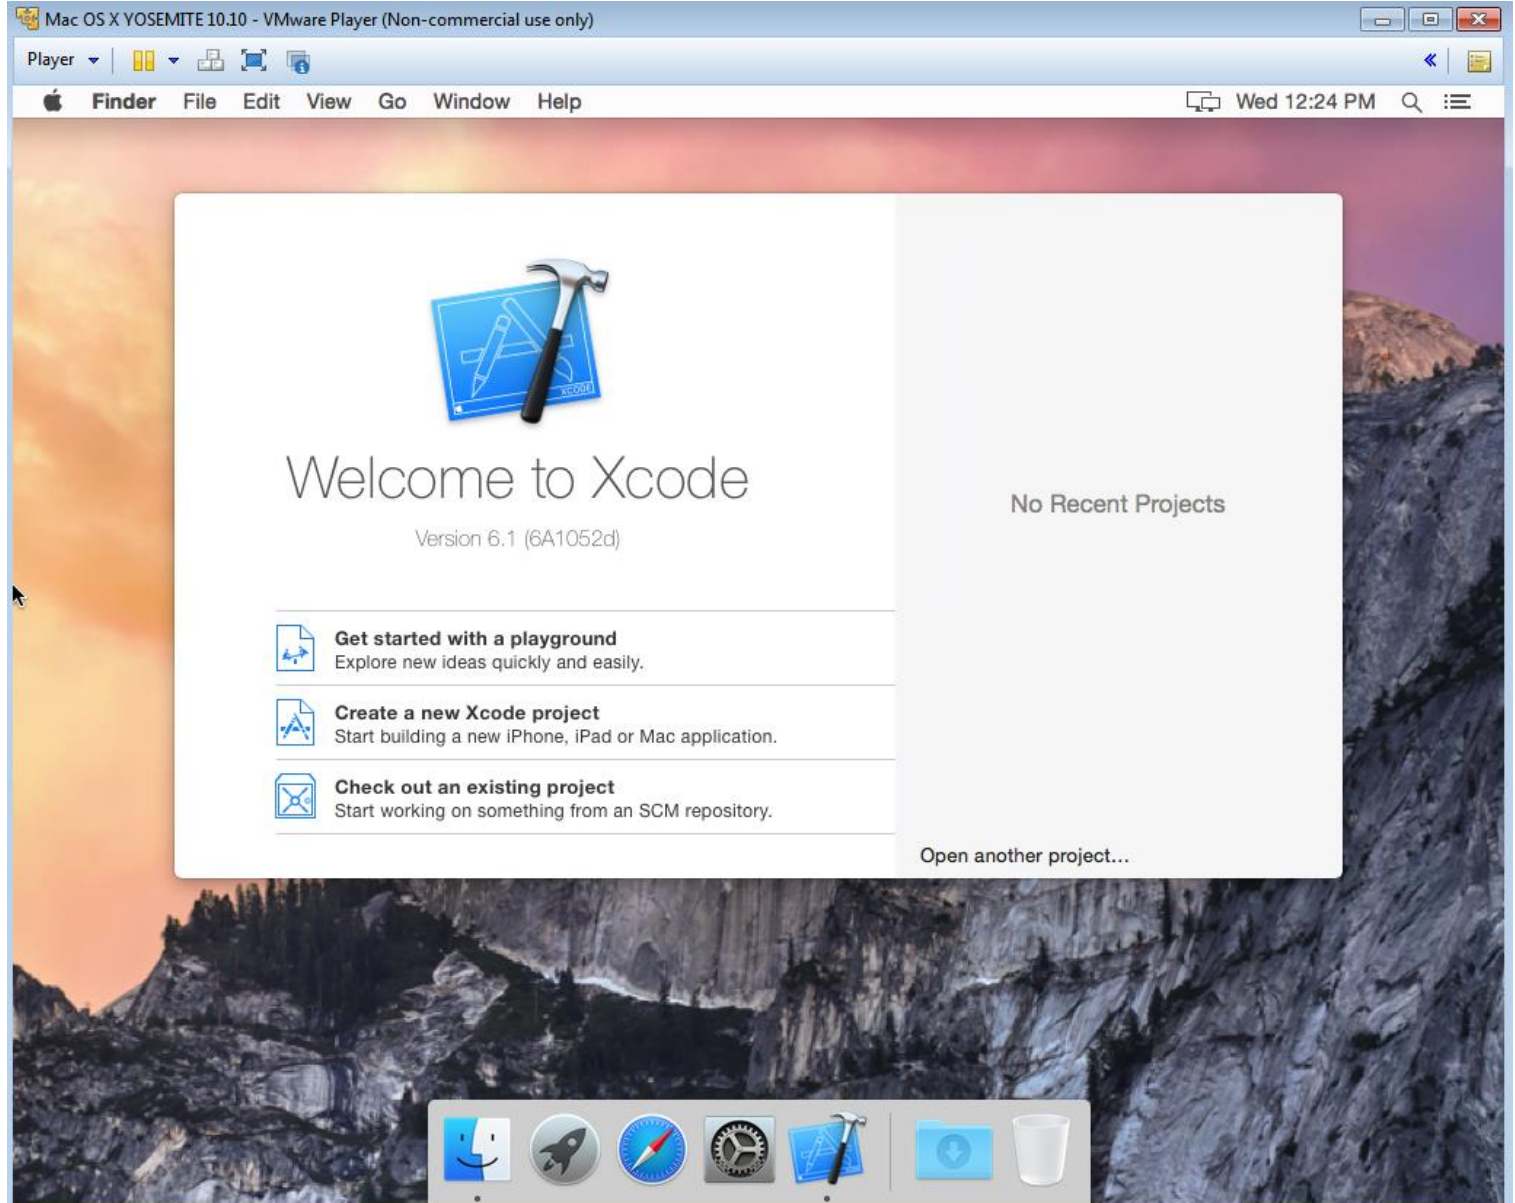 Mac OS X YOSEMITE 10.10 - VMware Player (Non-commercial use only)
Player
Finder File Edit View Go Window Help Wed 12:24 PM
XCODE
Welcome to Xcode
Version 6.1 (6A1052d)
Get started with a playground
Explore new ideas quickly and easily.
Create a new Xcode project
Start building a new iPhone, iPad or Mac application.
Check out an existing project
Start working on something from an SCM repository.
No Recent Projects
Open another project...